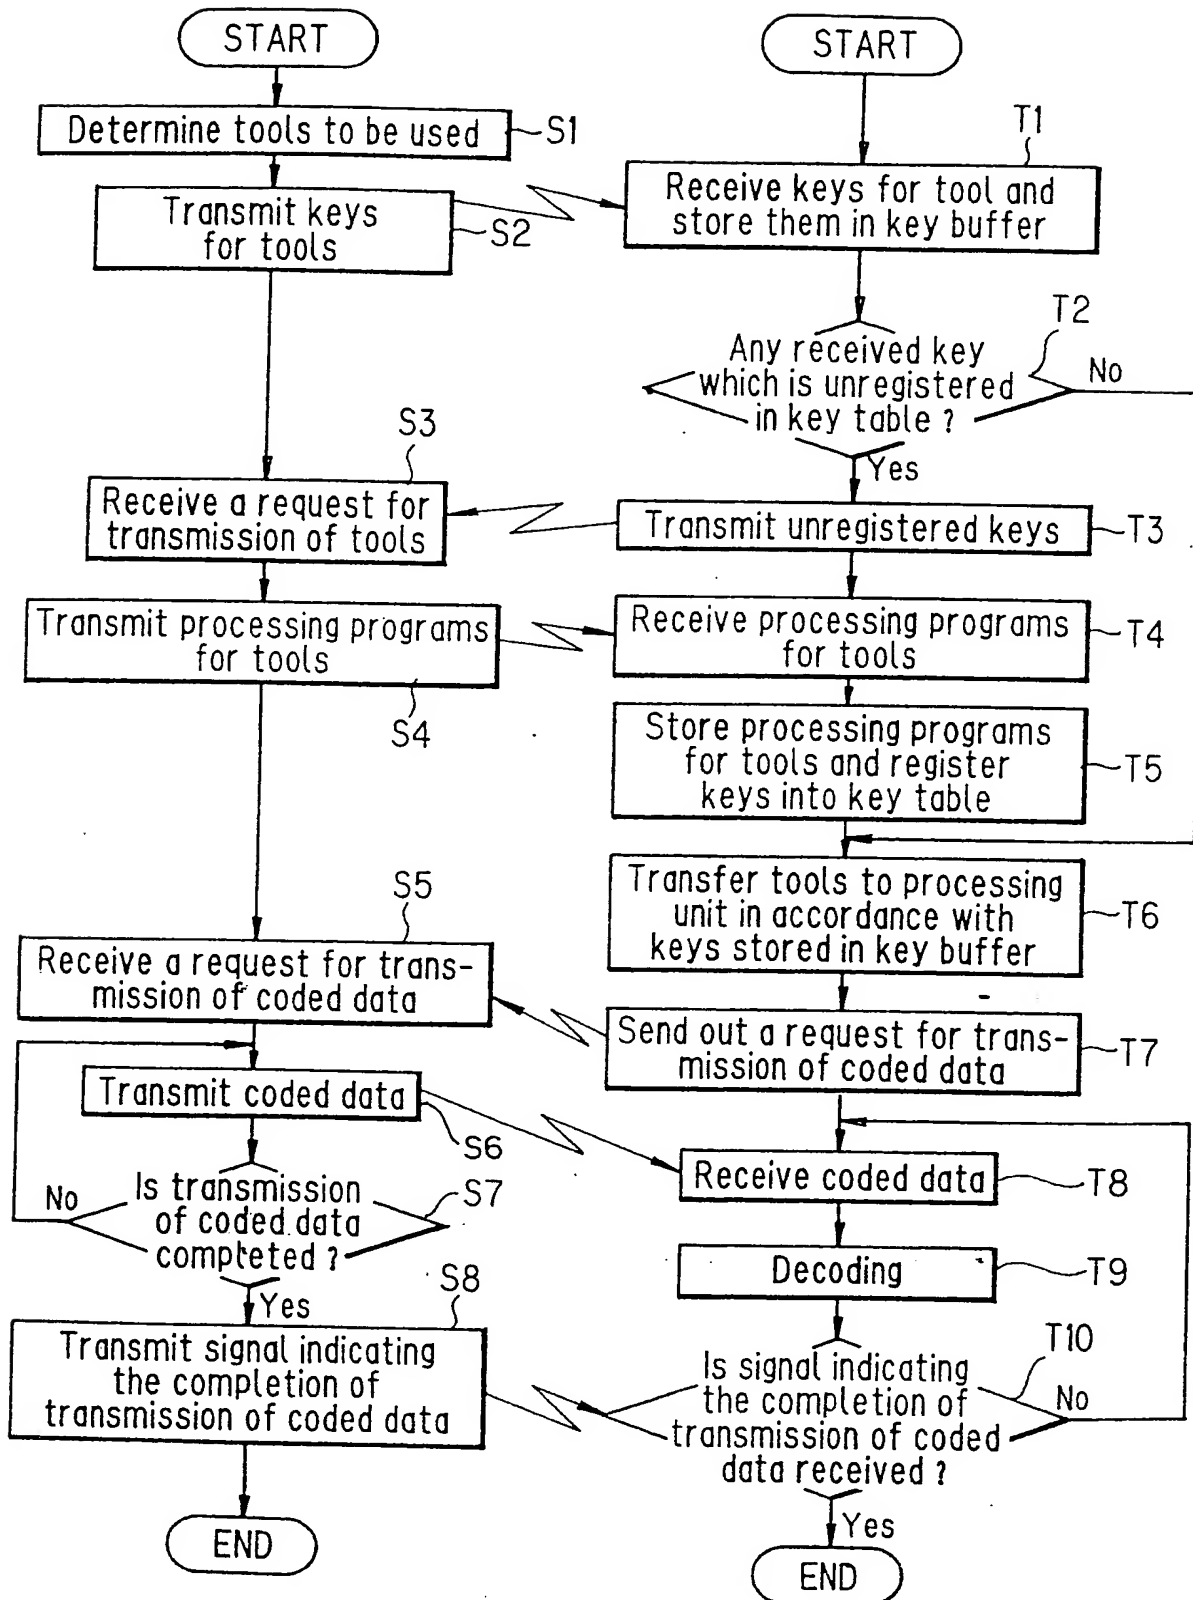 START
Determine tools to be used
S1
Transmit keys
for tools
S2
S3
Receive a request for
transmission of tools
Transmit processing programs
for tools
S4
S5
Receive a request for trans-
mission of coded data
Transmit coded data
S6
Is transmission
of coded data
completed ?
S7
No
Yes
S8
Transmit signal indicating
the completion of
transmission of coded data
END
START
T1
Receive keys for tool and
store them in key buffer
T2
Any received key
which is unregistered
in key table ?
No
Yes
Transmit unregistered keys
T3
Receive processing programs
for tools
T4
Store processing programs
for tools and register
keys into key table
T5
Transfer tools to processing
unit in accordance with
keys stored in key buffer
T6
Send out a request for trans-
mission of coded data
T7
Receive coded data
T8
Decoding
T9
T10
Is signal indicating
the completion of
transmission of coded
data received ?
No
Yes
END